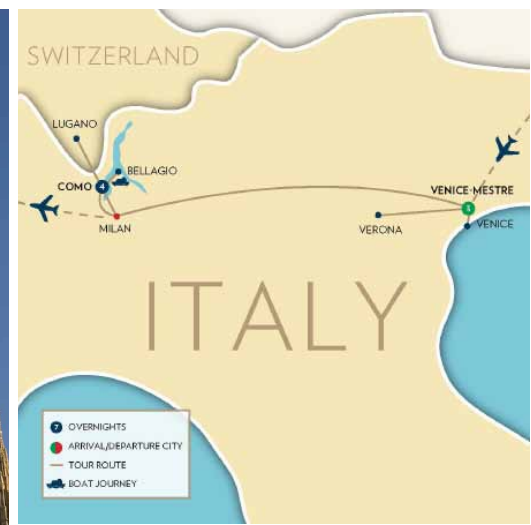 SWITZERLAND
LUGANO
BELLAGIO
COMO
4
MILAN
VENICE-MESTRE
VERONA
VENICE
ITALY
7 OVERNIGHTS
ARRIVAL/DEPARTURE CITY
TOUR ROUTE
BOAT JOURNEY